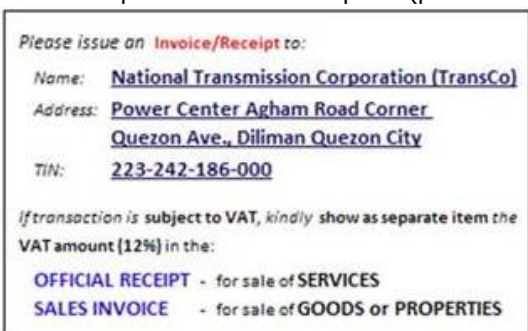 Please issue an Invoice/Receipt to:
Name: National Transmission Corporation (TransCo)
Address: Power Center Agham Road Corner
Quezon Ave., Diliman Quezon City
TIN: 223-242-186-000
If transaction is subject to VAT, kindly show as separate item the
VAT amount (12%) in the:
OFFICIAL RECEIPT - for sale of SERVICES
SALES INVOICE - for sale of GOODS or PROPERTIES